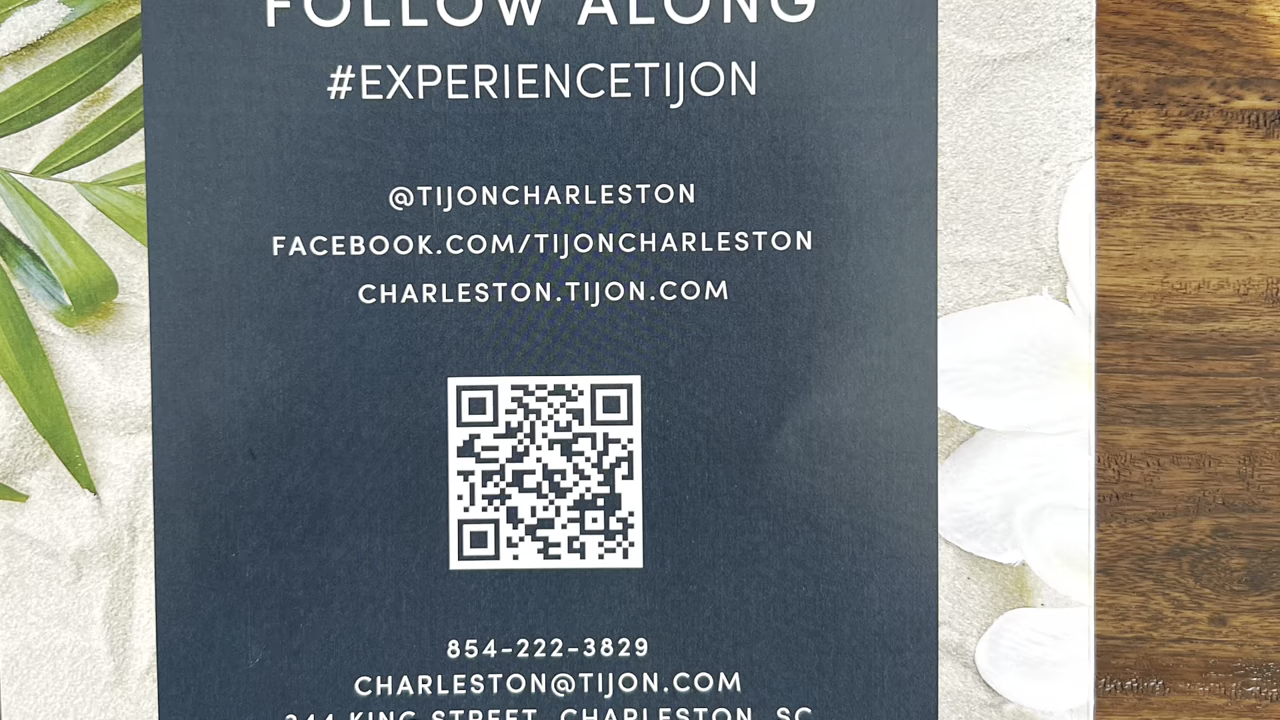 FOLLOW ALONG
#EXPERIENCETIJON
@TIJONCHARLESTON
FACEBOOK.COM/TIJONCHARLESTON
CHARLESTON.TIJON.COM
854-222-3829
CHARLESTON@TIJON.COM
KING STREET, CHARLESTON, SC